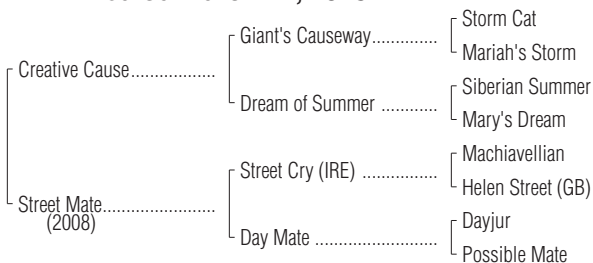 Storm Cat
Giant's Causeway..............
Mariah's Storm
Creative Cause..................
Siberian Summer
Dream of Summer ............
Mary's Dream
Machiavellian
Street Cry (IRE) ................
Helen Street (GB)
Street Mate........................
(2008)
Dayjur
Day Mate ..........................
Possible Mate